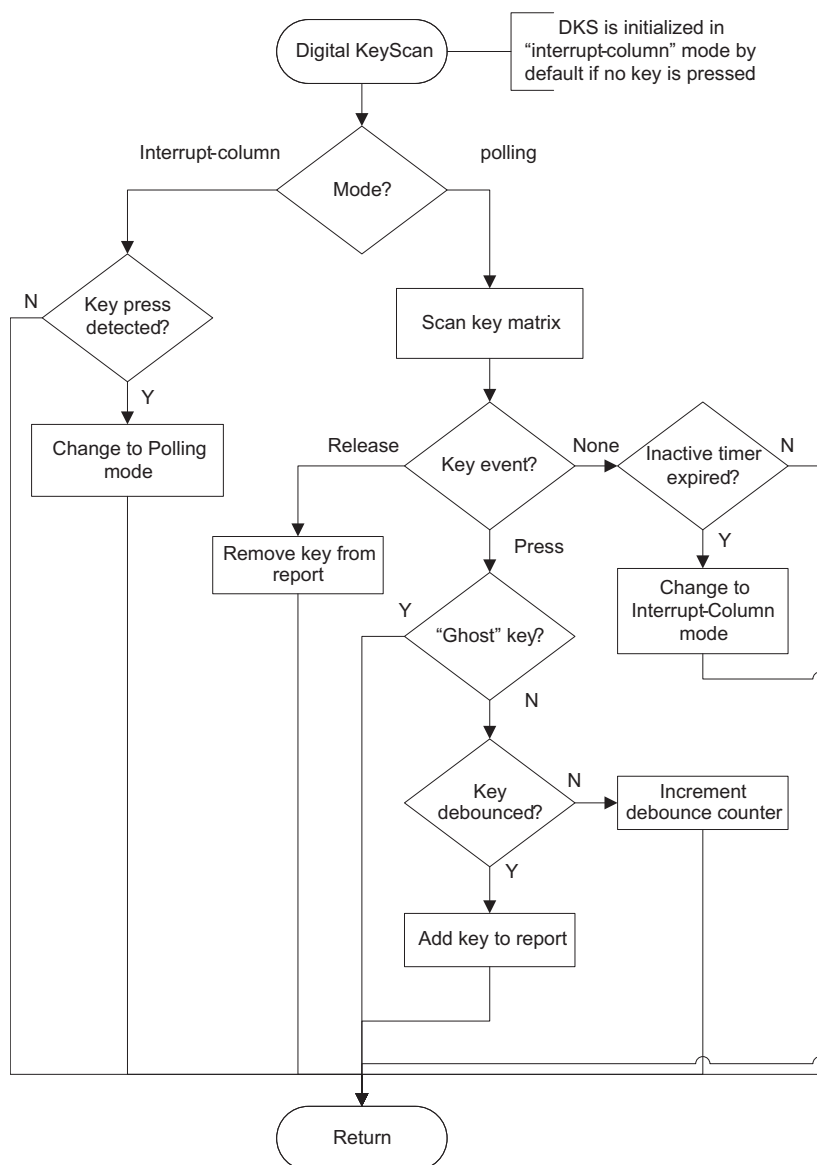 Digital KeyScan
DKS is initialized in
“interrupt-column” mode by
default if no key is pressed
Interrupt-column
polling
Mode?
N
Key press
detected?
Scan key matrix
Y
Change to Polling
mode
Release
Key event?
None
Inactive timer
expired?
N
Remove key from
report
Press
Y
Change to
Interrupt-Column
mode
Y
“Ghost” key?
N
Key
debounced?
N
Increment
debounce counter
Y
Add key to report
Return